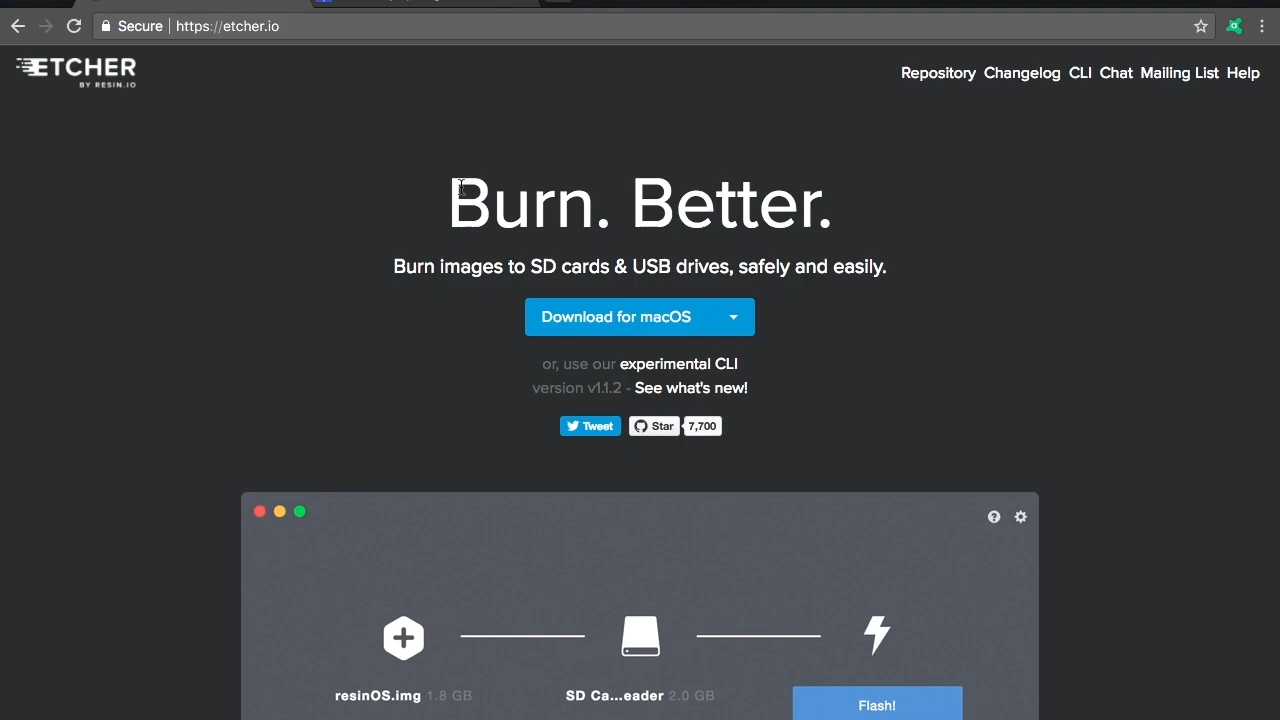 Secure https://etcher.io
ETCHER
BY RESIN.IO
Repository Changelog CLI Chat Mailing List Help
Burn. Better.
Burn images to SD cards & USB drives, safely and easily.
Download for macOS
or, use our experimental CLI
version v1.1.2 - See what's new!
Tweet Star 7,700
resinOS.img 1.8 GB SD Ca...eader 2.0 GB Flash!